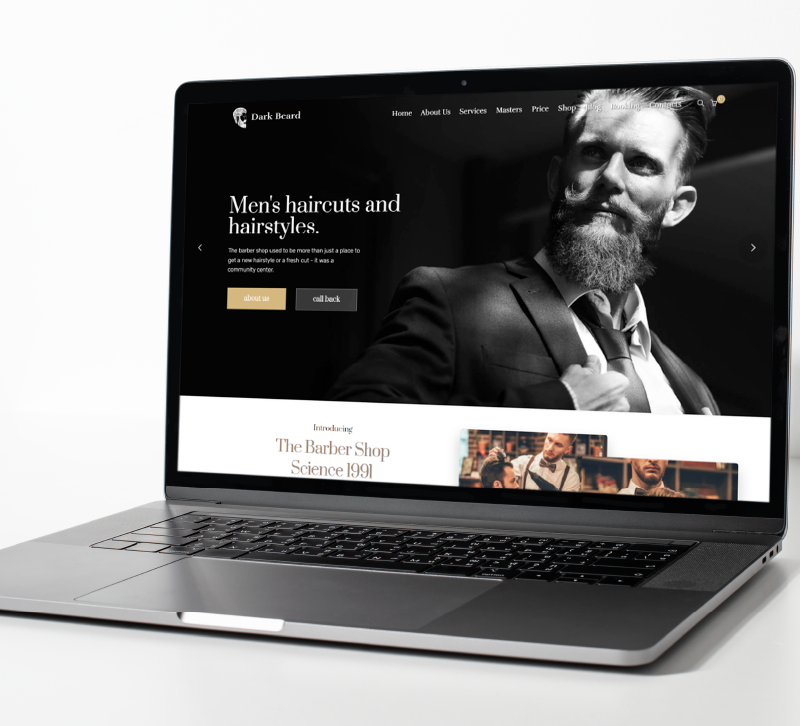 Dark Beard
Home About Us Services Masters Price Shop Blog Booking Contacts
Men's haircuts and
hairstyles.
The barber shop used to be more than just a place to
get a new hairstyle or a fresh cut – it was a
community center.
about us call back
Introducing
The Barber Shop
Science 1991
option